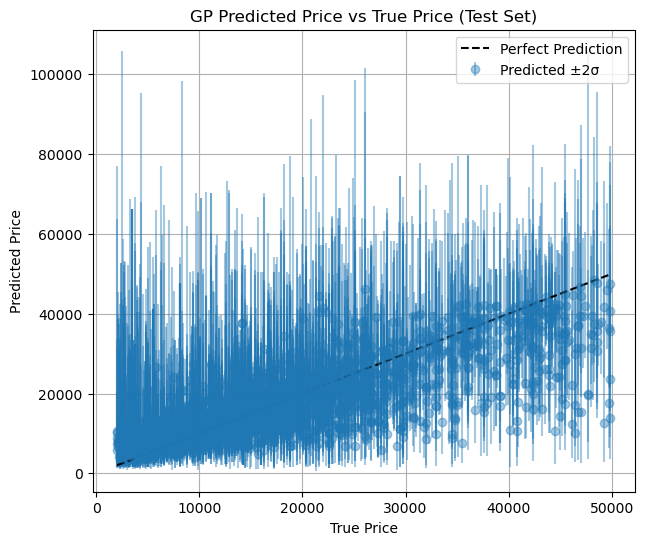 GP Predicted Price vs True Price (Test Set)
Perfect Prediction
Predicted ±2σ
100000
80000
60000
40000
20000
0
Predicted Price
0
10000
20000
30000
40000
50000
True Price